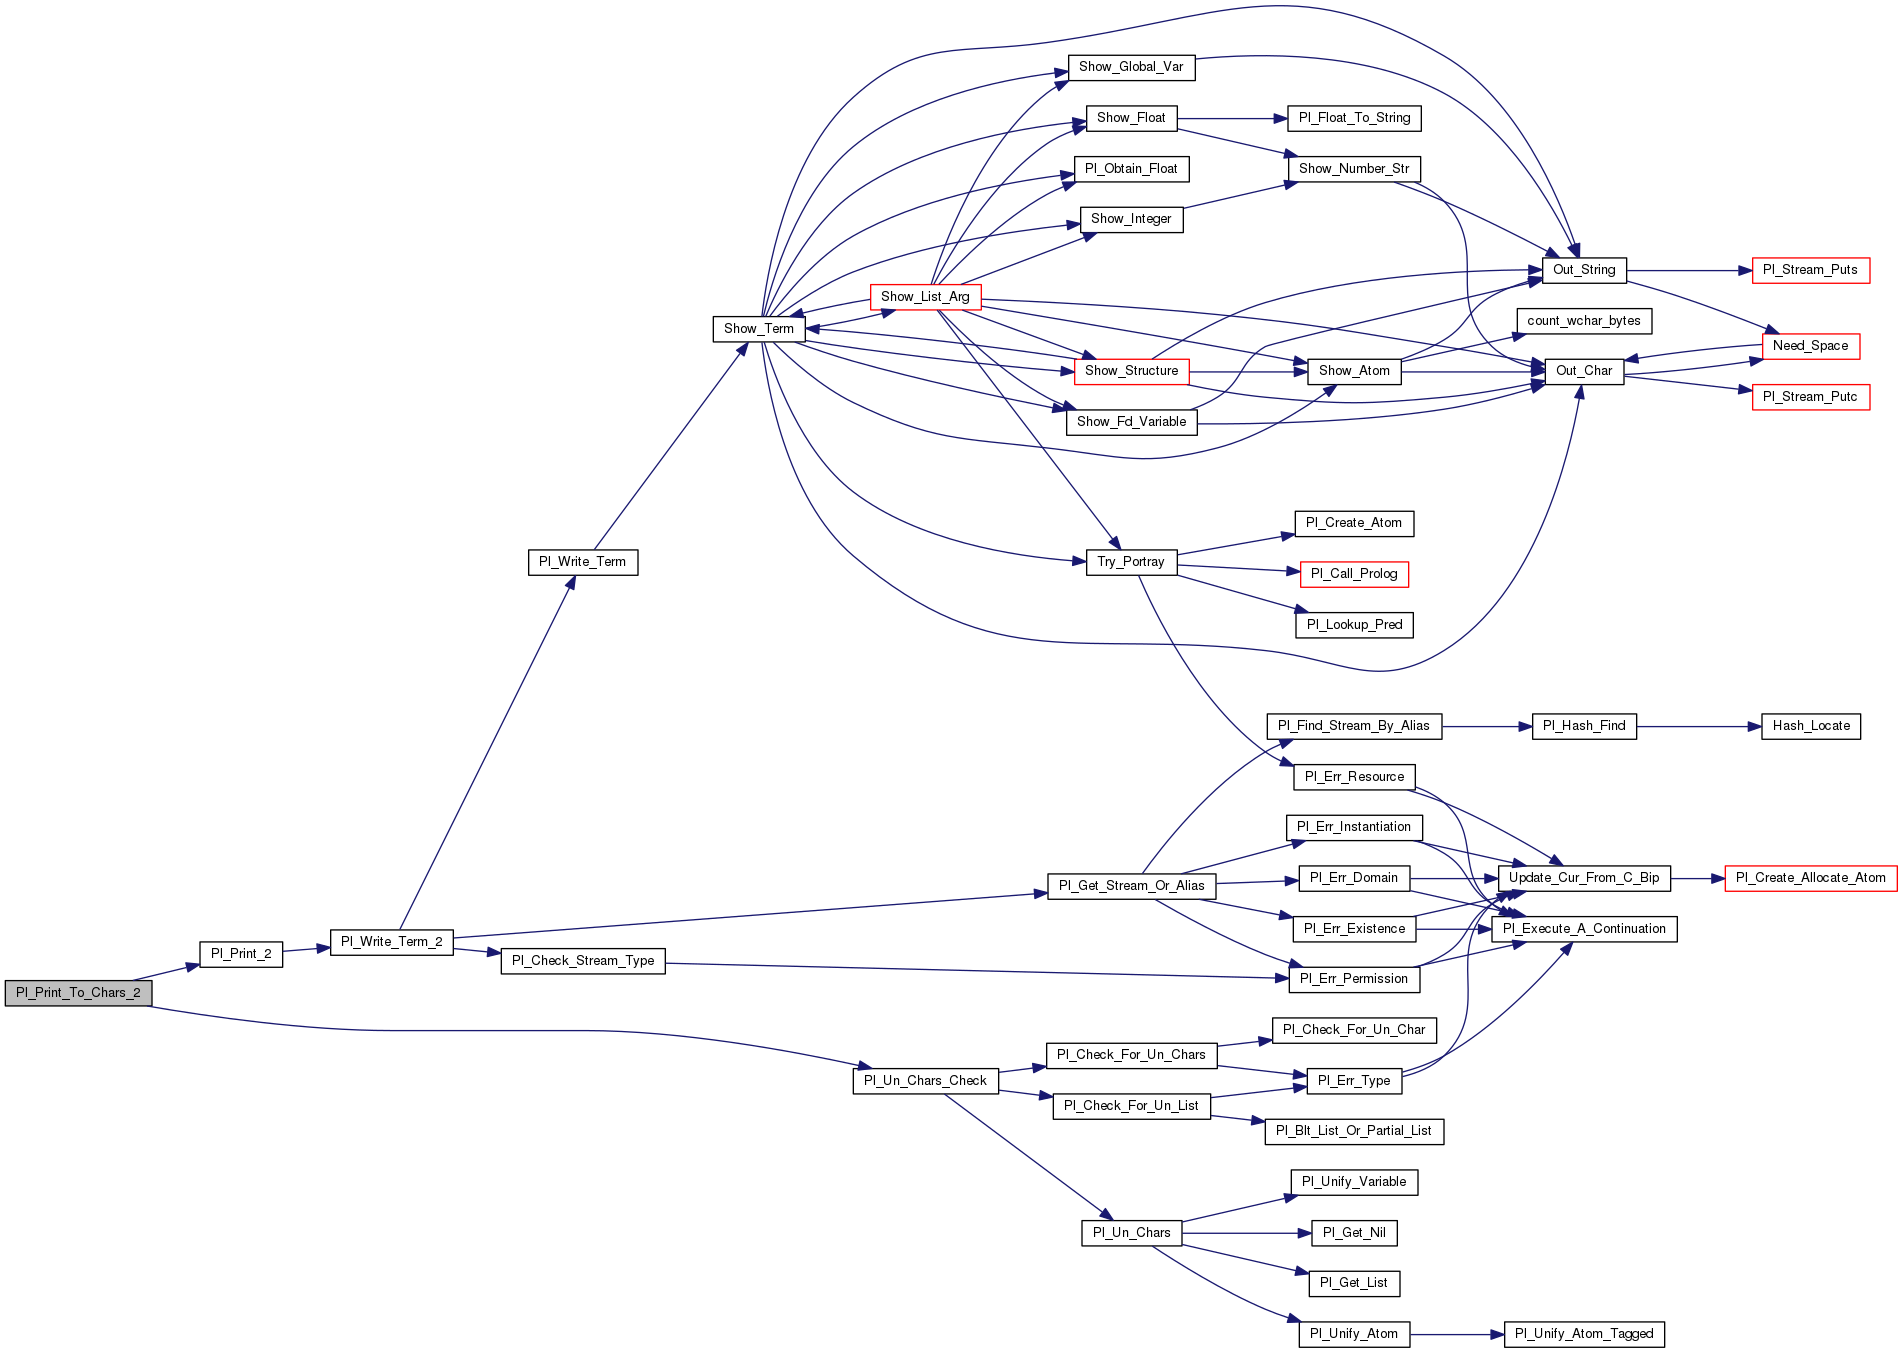 Show_Global_Var
Show_Float
Pl_Float_To_String
Pl_Obtain_Float
Show_Number_Str
Show_Integer
Out_String
Pl_Stream_Puts
Show_List_Arg
Show_Term
count_wchar_bytes
Need_Space
Show_Structure
Show_Atom
Out_Char
Pl_Stream_Putc
Show_Fd_Variable
Pl_Create_Atom
Pl_Write_Term
Try_Portray
Pl_Call_Prolog
Pl_Lookup_Pred
Pl_Find_Stream_By_Alias
Pl_Hash_Find
Hash_Locate
Pl_Err_Resource
Pl_Err_Instantiation
Pl_Get_Stream_Or_Alias
Pl_Err_Domain
Update_Cur_From_C_Bip
Pl_Create_Allocate_Atom
Pl_Err_Existence
Pl_Execute_A_Continuation
Pl_Write_Term_2
Pl_Print_2
Pl_Check_Stream_Type
Pl_Err_Permission
Pl_Print_To_Chars_2
Pl_Check_For_Un_Char
Pl_Check_For_Un_Chars
Pl_Un_Chars_Check
Pl_Err_Type
Pl_Check_For_Un_List
Pl_Blt_List_Or_Partial_List
Pl_Unify_Variable
Pl_Un_Chars
Pl_Get_Nil
Pl_Get_List
Pl_Unify_Atom
Pl_Unify_Atom_Tagged